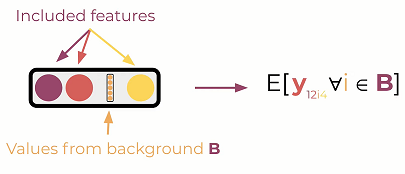 Included features
E[y₁₂ᵢ₄ ∀i ∈ B]
Values from background B